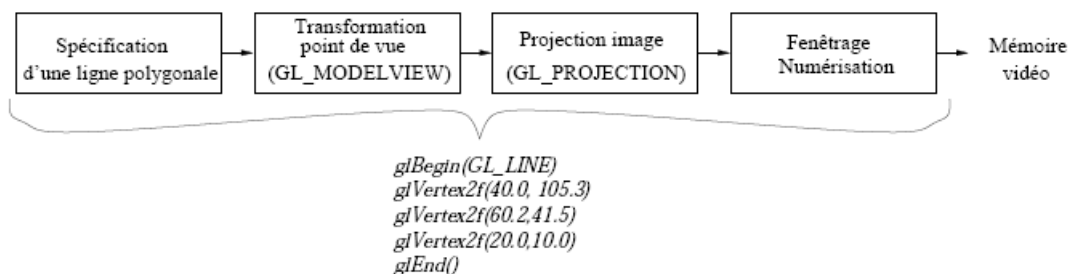 Spécification
d'une ligne polygonale
Transformation
point de vue
(GL_MODELVIEW)
Projection image
(GL_PROJECTION)
Fenêtrage
Numérisation
Mémoire
vidéo
glBegin(GL_LINE)
glVertex2f(40.0, 105.3)
glVertex2f(60.2,41.5)
glVertex2f(20.0,10.0)
glEnd()